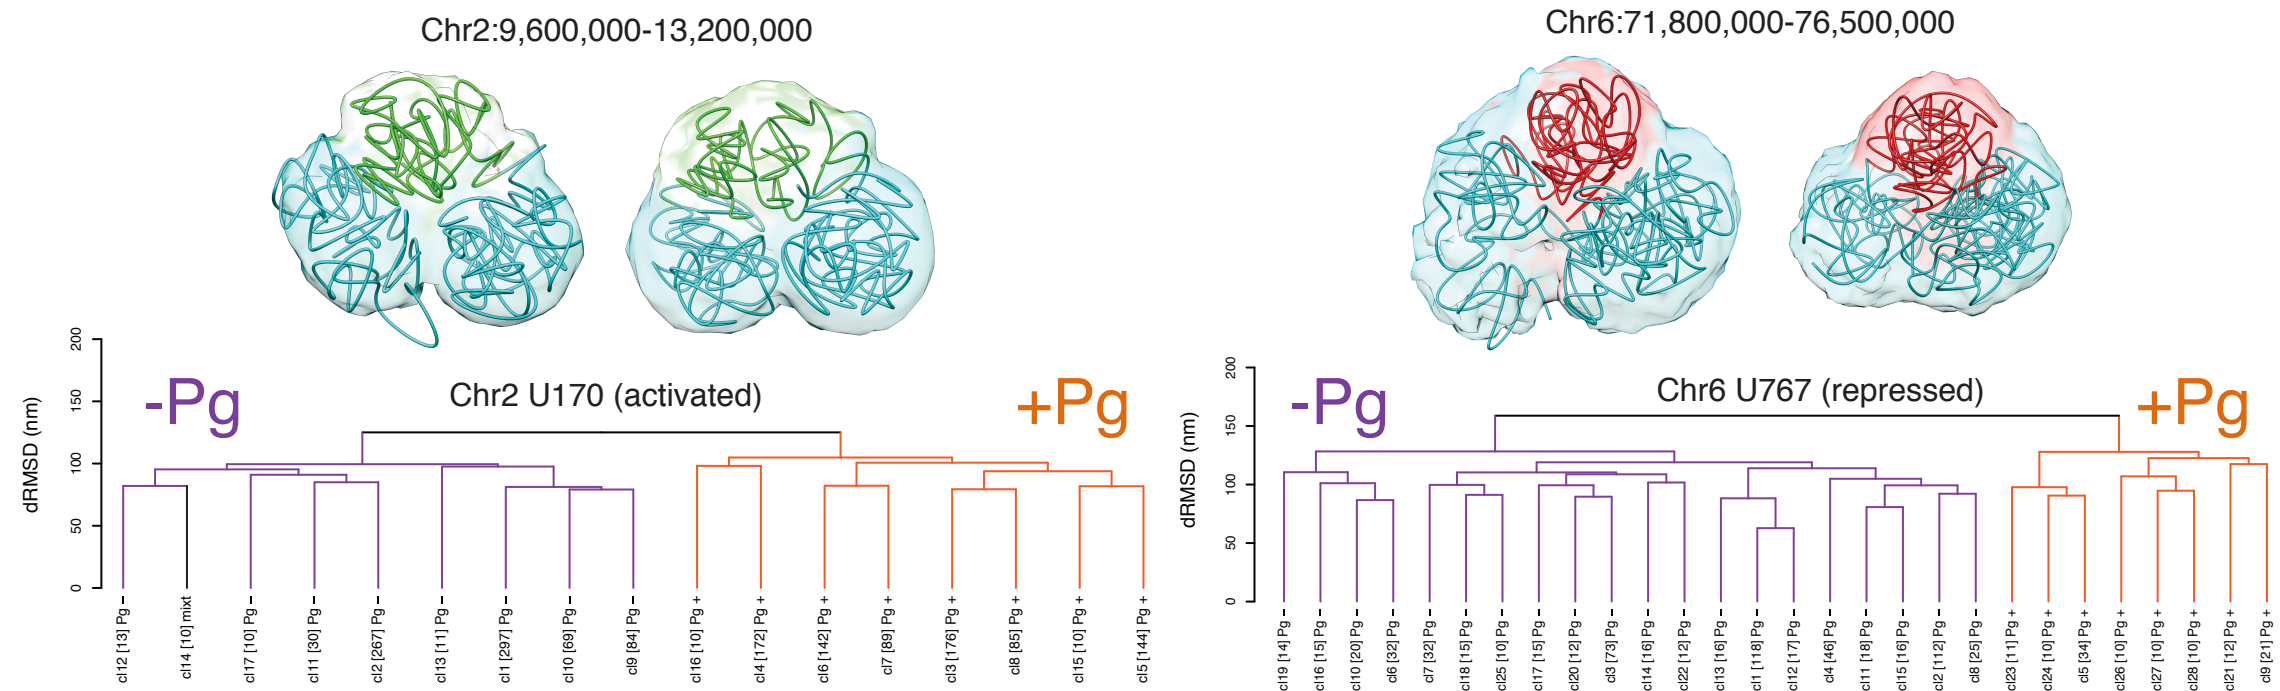 Chr2:9,600,000-13,200,000
Chr6:71,800,000-76,500,000
-Pg
Chr2 U170 (activated)
+Pg
dRMSD (nm)
200
150
100
50
0
cl12 [13] Pg -
cl14 [10] mixt
cl17 [10] Pg -
cl11 [30] Pg -
cl2 [267] Pg -
cl13 [11] Pg -
cl1 [297] Pg -
cl10 [69] Pg -
cl9 [84] Pg -
cl16 [10] Pg +
cl4 [172] Pg +
cl6 [142] Pg +
cl7 [89] Pg +
cl3 [176] Pg +
cl8 [85] Pg +
cl15 [10] Pg +
cl5 [144] Pg +
-Pg
Chr6 U767 (repressed)
+Pg
dRMSD (nm)
200
150
100
50
0
cl19 [14] Pg -
cl16 [15] Pg -
cl10 [20] Pg -
cl6 [32] Pg -
cl7 [32] Pg -
cl18 [15] Pg -
cl25 [10] Pg -
cl17 [15] Pg -
cl20 [12] Pg -
cl3 [73] Pg -
cl14 [16] Pg -
cl22 [12] Pg -
cl13 [16] Pg -
cl1 [118] Pg -
cl12 [17] Pg -
cl4 [46] Pg -
cl11 [18] Pg -
cl15 [16] Pg -
cl2 [112] Pg -
cl8 [25] Pg -
cl23 [11] Pg +
cl24 [10] Pg +
cl5 [34] Pg +
cl26 [10] Pg +
cl27 [10] Pg +
cl28 [10] Pg +
cl21 [12] Pg +
cl9 [21] Pg +